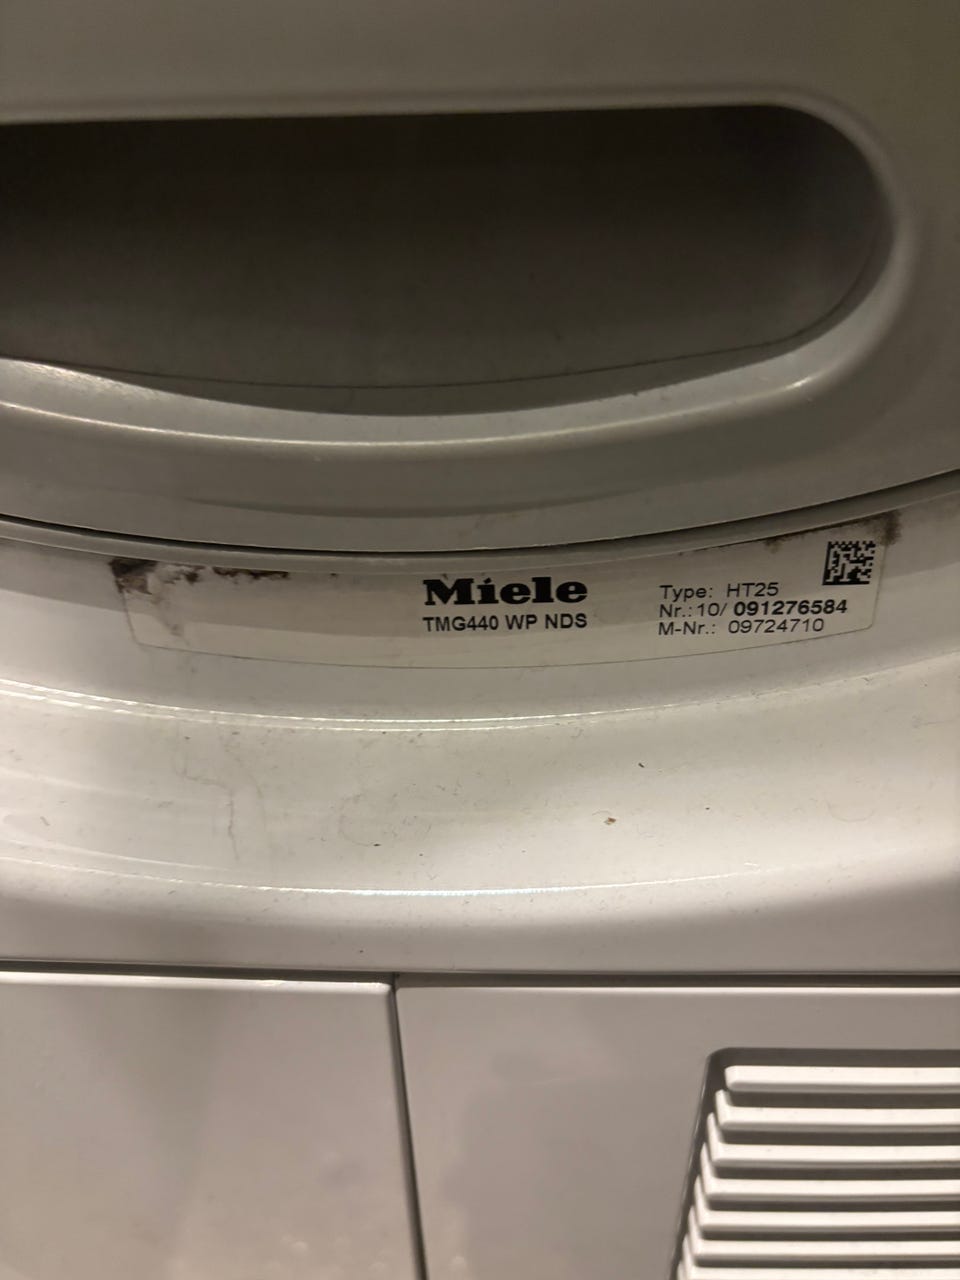 Miele
TMG440 WP NDS
Type: HT25
Nr.: 10/ 091276584
M-Nr.: 09724710